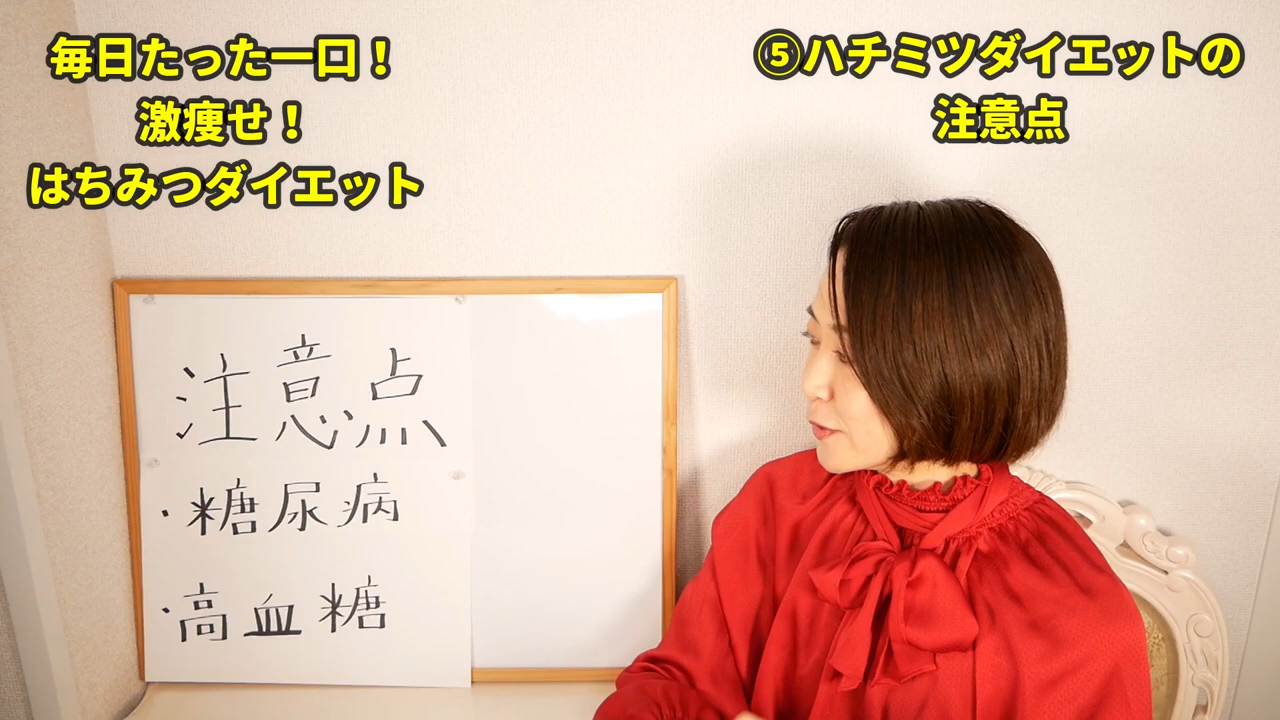 毎日たった一口！
激痩せ！
はちみつダイエット
⑤ハチミツダイエットの
注意点
注意点
・糖尿病
・高血糖